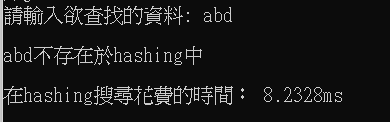 請輸入欲查找的資料: abd
abd不存在於hashing中
在hashing搜尋花費的時間： 8.2328ms